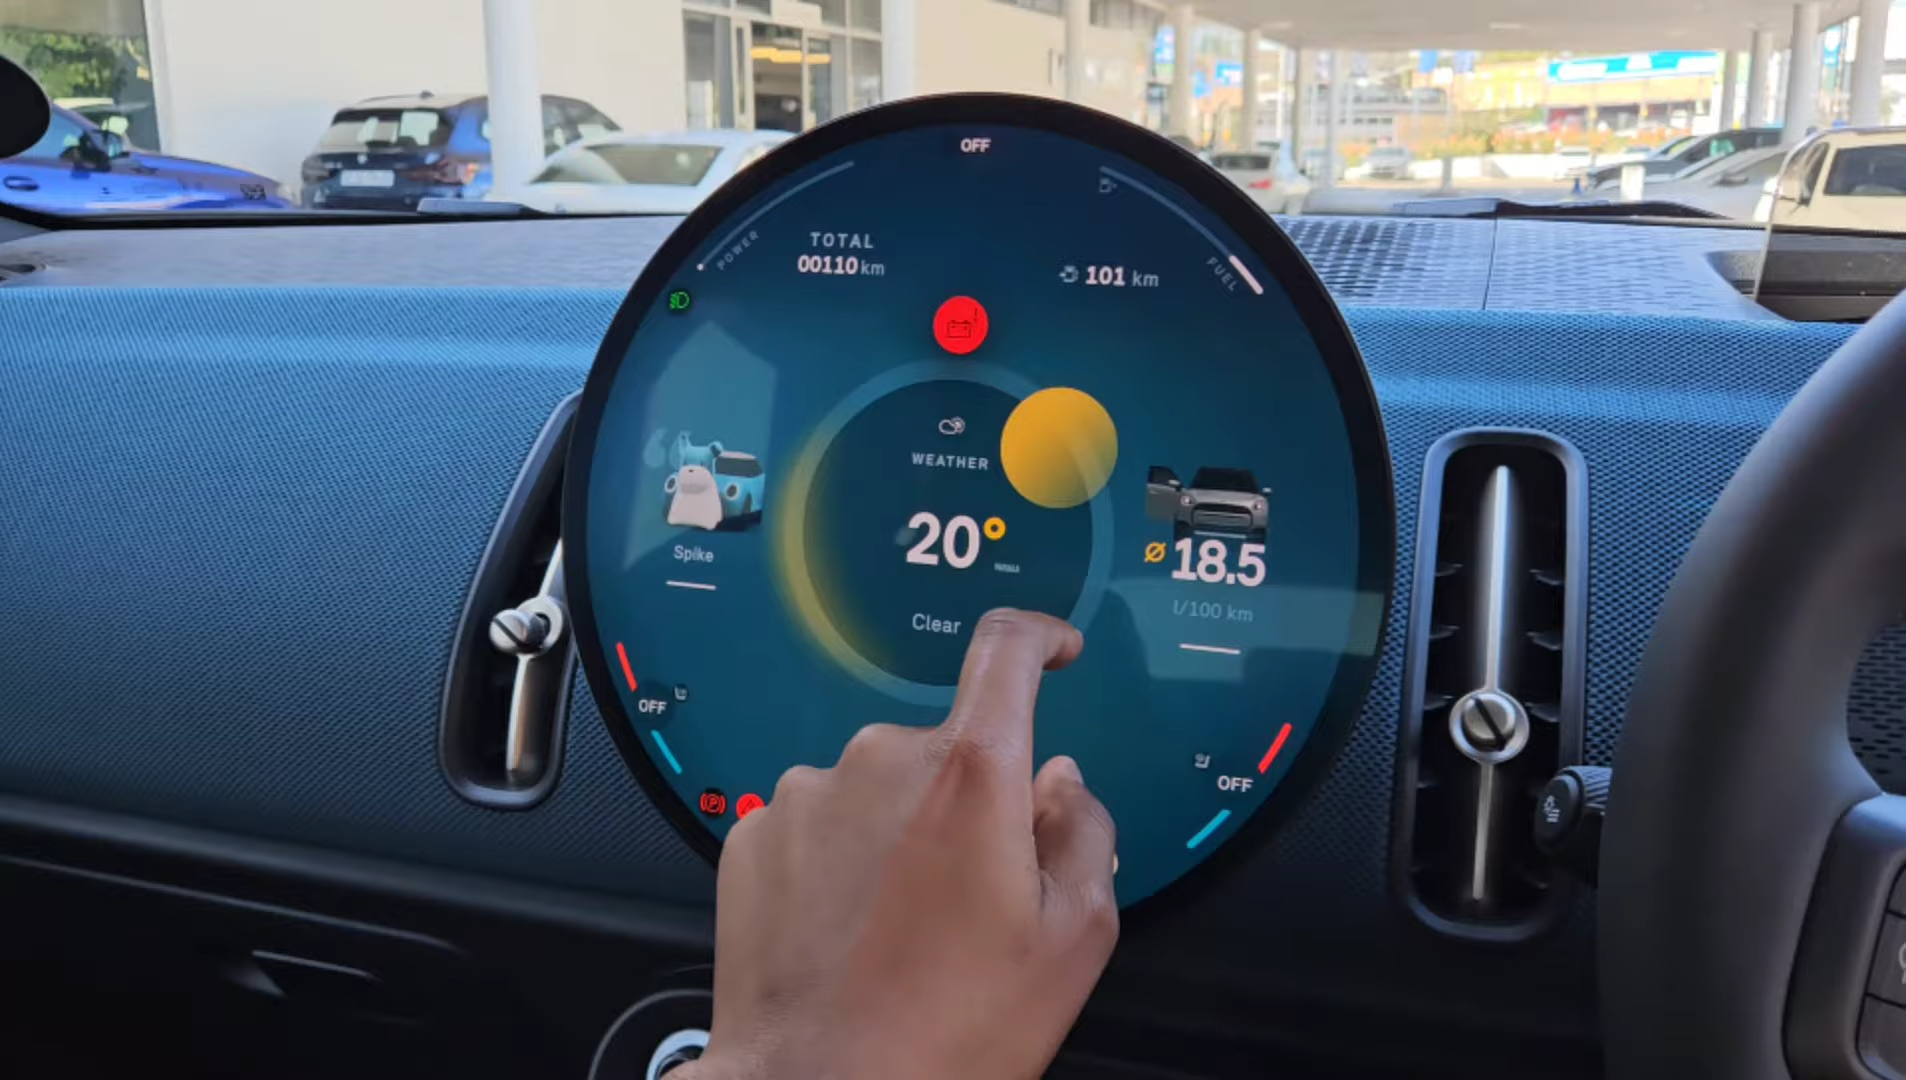 OFF
POWER
TOTAL
00110 km
101 km
FUEL
WEATHER
20°
Clear
Spike
Ø 18.5
l/100 km
OFF
OFF
P